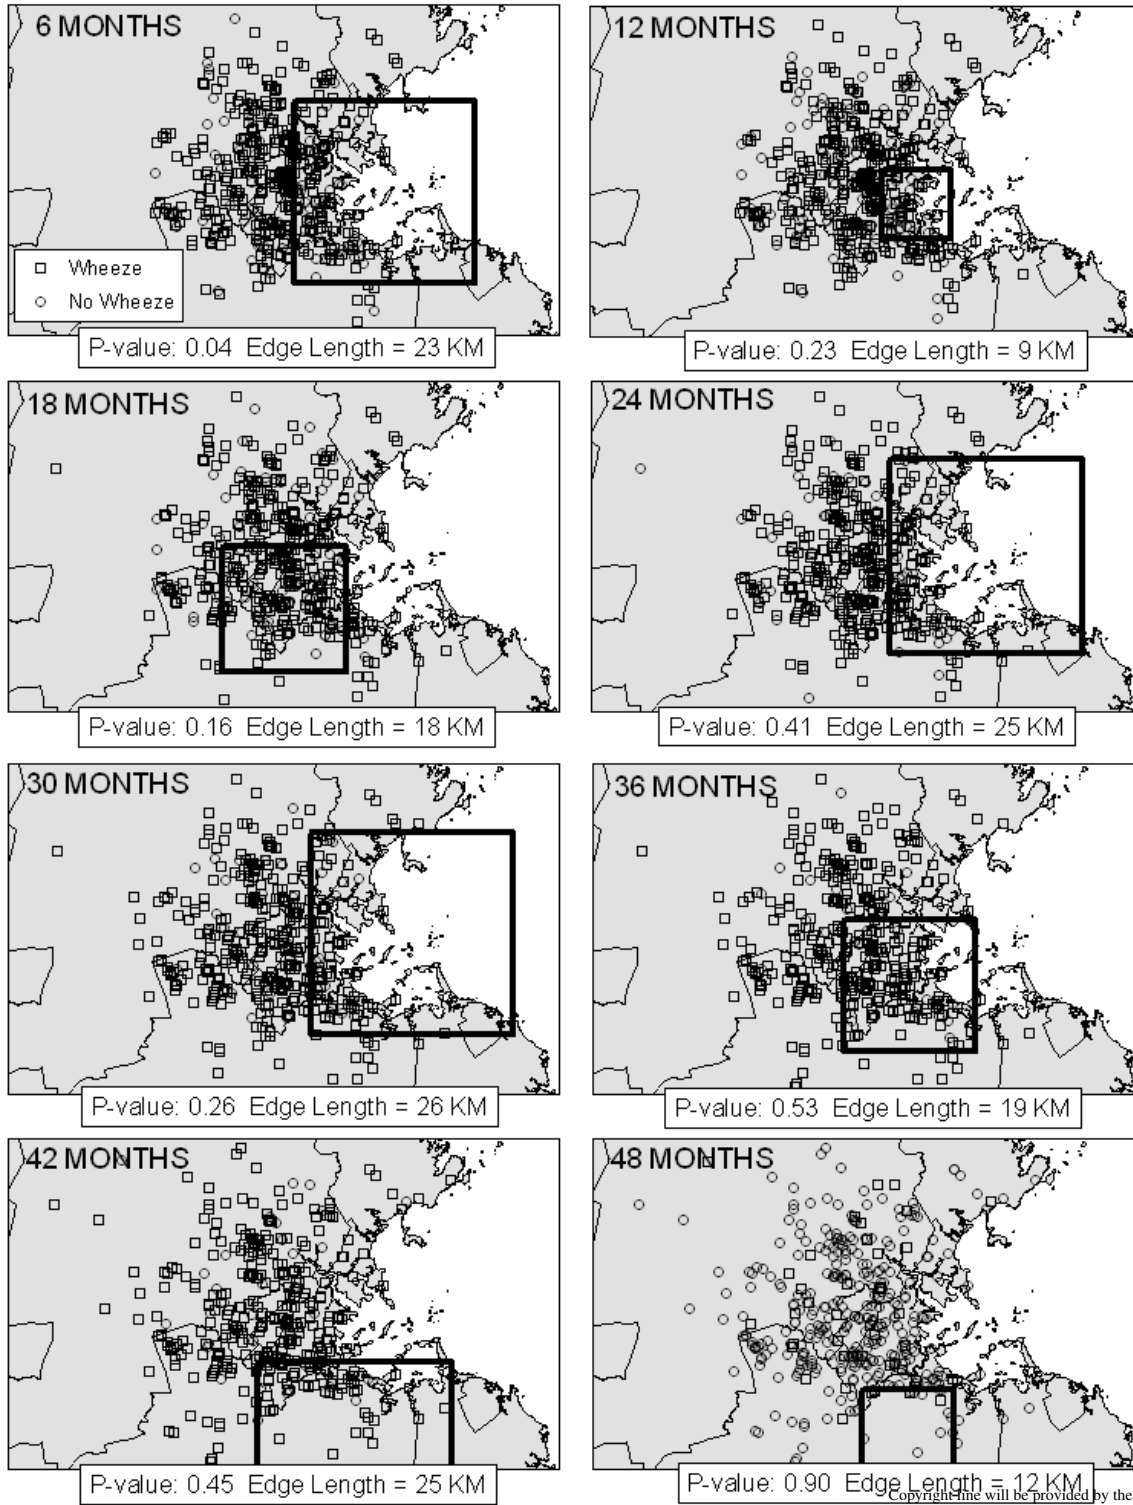 6 MONTHS
12 MONTHS
Wheeze
No Wheeze
P-value: 0.04 Edge Length = 23 KM
P-value: 0.23 Edge Length = 9 KM
18 MONTHS
24 MONTHS
P-value: 0.16 Edge Length = 18 KM
P-value: 0.41 Edge Length = 25 KM
30 MONTHS
36 MONTHS
P-value: 0.26 Edge Length = 26 KM
P-value: 0.53 Edge Length = 19 KM
42 MONTHS
48 MONTHS
P-value: 0.45 Edge Length = 25 KM
P-value: 0.90 Edge Length = 12 KM
Copyright line will be provided by the